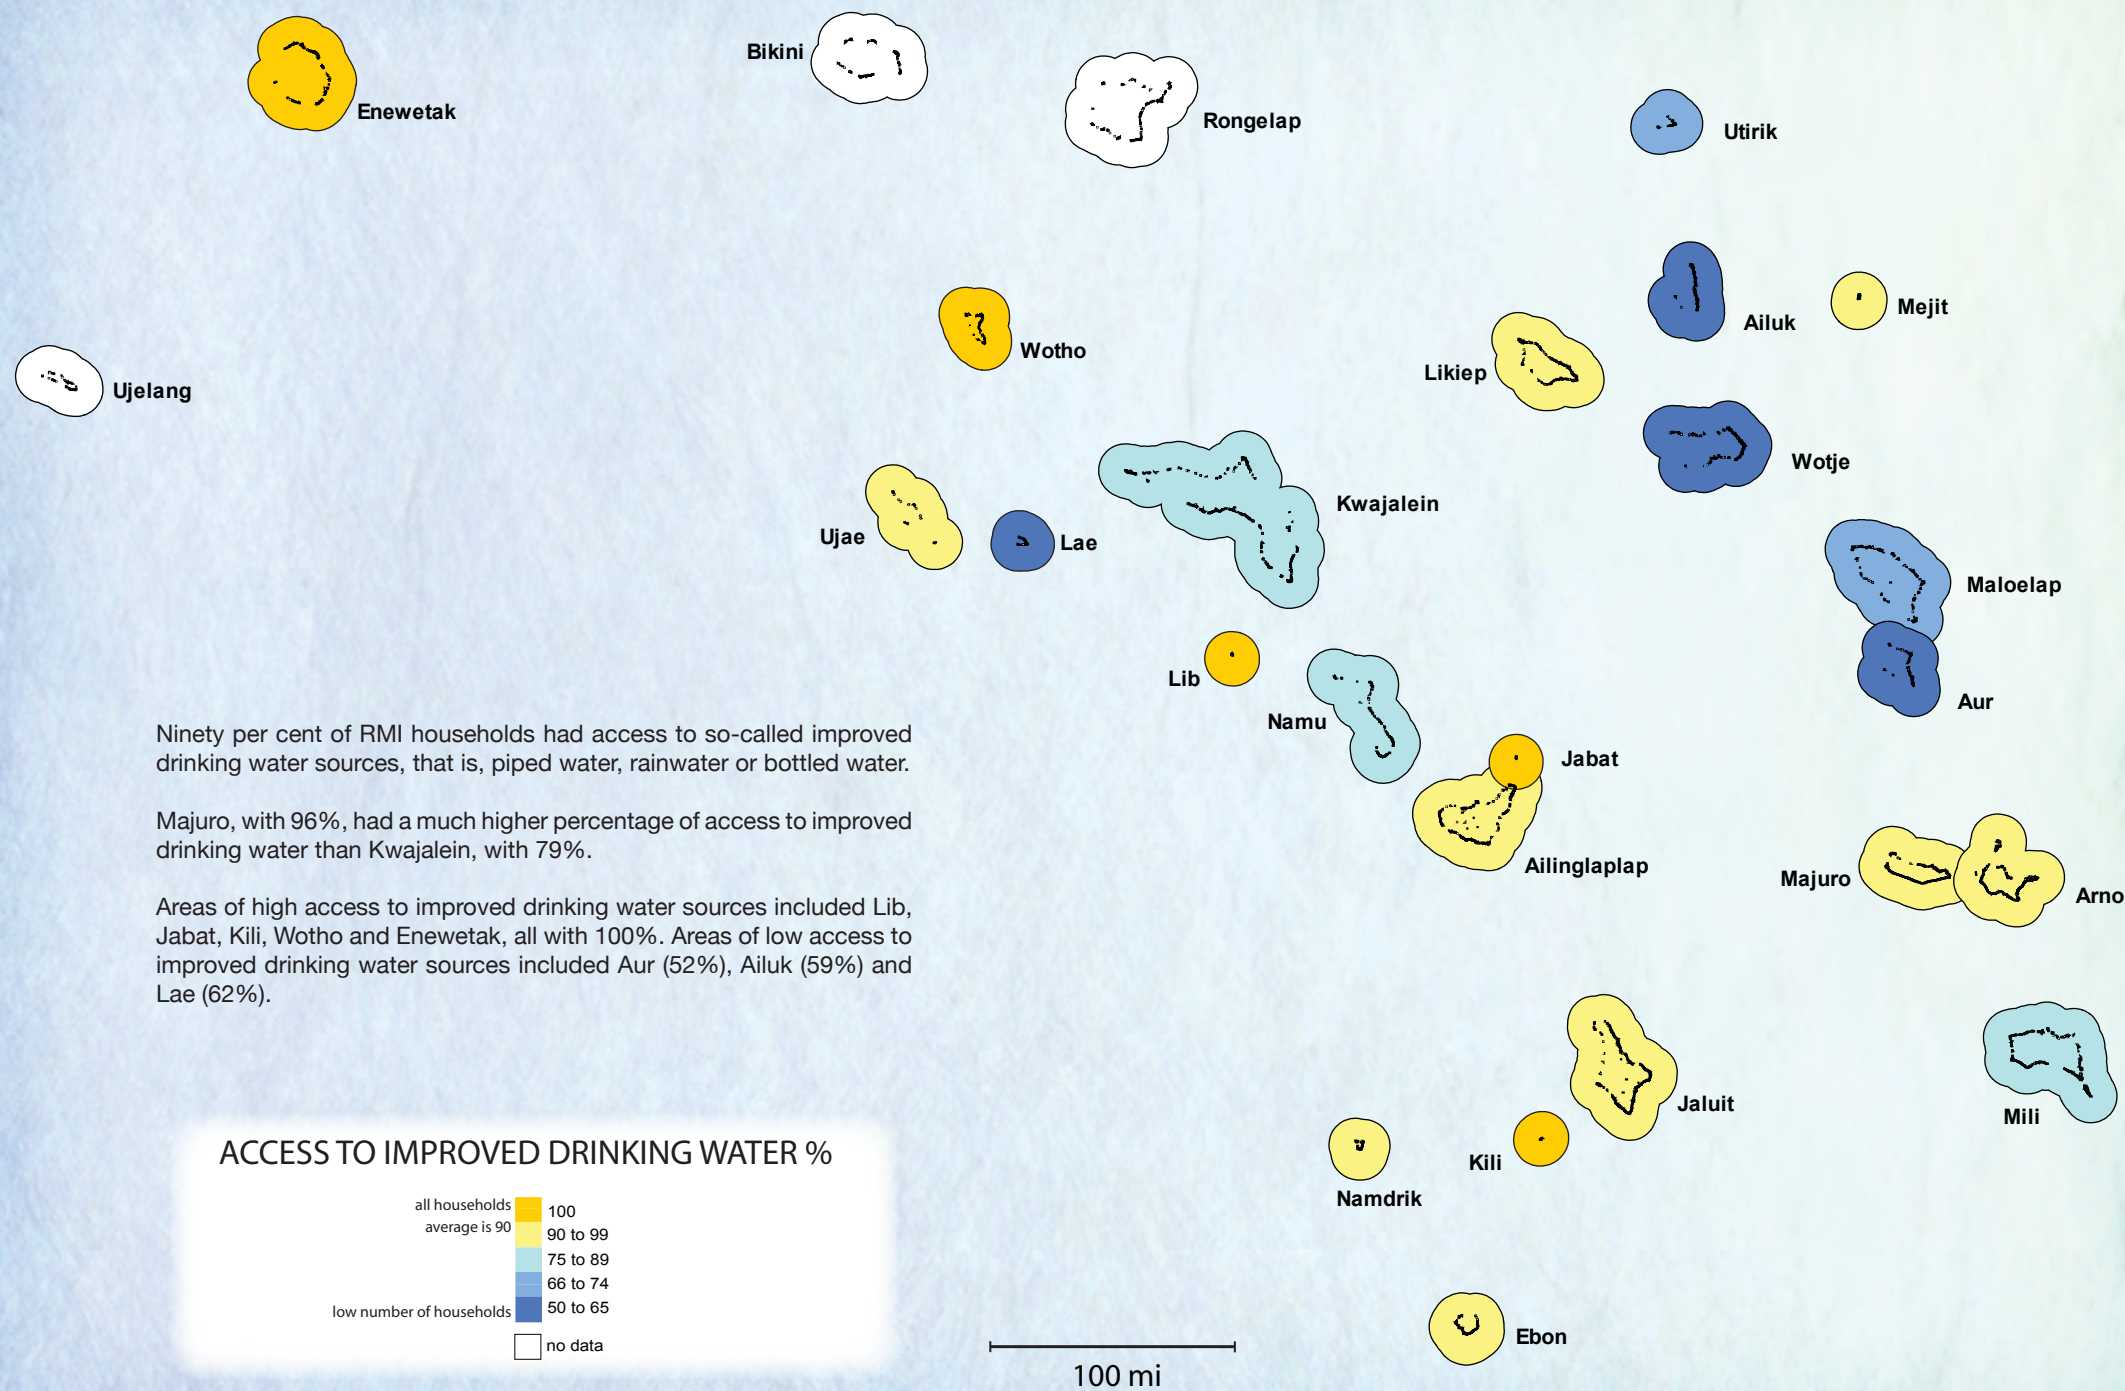 Bikini
Enewetak
Rongelap
Utirik
Ailuk
Mejit
Wotho
Likiep
Ujelang
Wotje
Kwajalein
Ujae
Lae
Maloelap
Lib
Aur
Namu
Jabat
Ailinglaplap
Majuro
Arno
Ninety per cent of RMI households had access to so-called improved
drinking water sources, that is, piped water, rainwater or bottled water.
Majuro, with 96%, had a much higher percentage of access to improved
drinking water than Kwajalein, with 79%.
Areas of high access to improved drinking water sources included Lib,
Jabat, Kili, Wotho and Enewetak, all with 100%. Areas of low access to
improved drinking water sources included Aur (52%), Ailuk (59%) and
Lae (62%).
Jaluit
Mili
Kili
Namdrik
Ebon
ACCESS TO IMPROVED DRINKING WATER %
all households
100
average is 90
90 to 99
75 to 89
66 to 74
low number of households
50 to 65
no data
100 mi